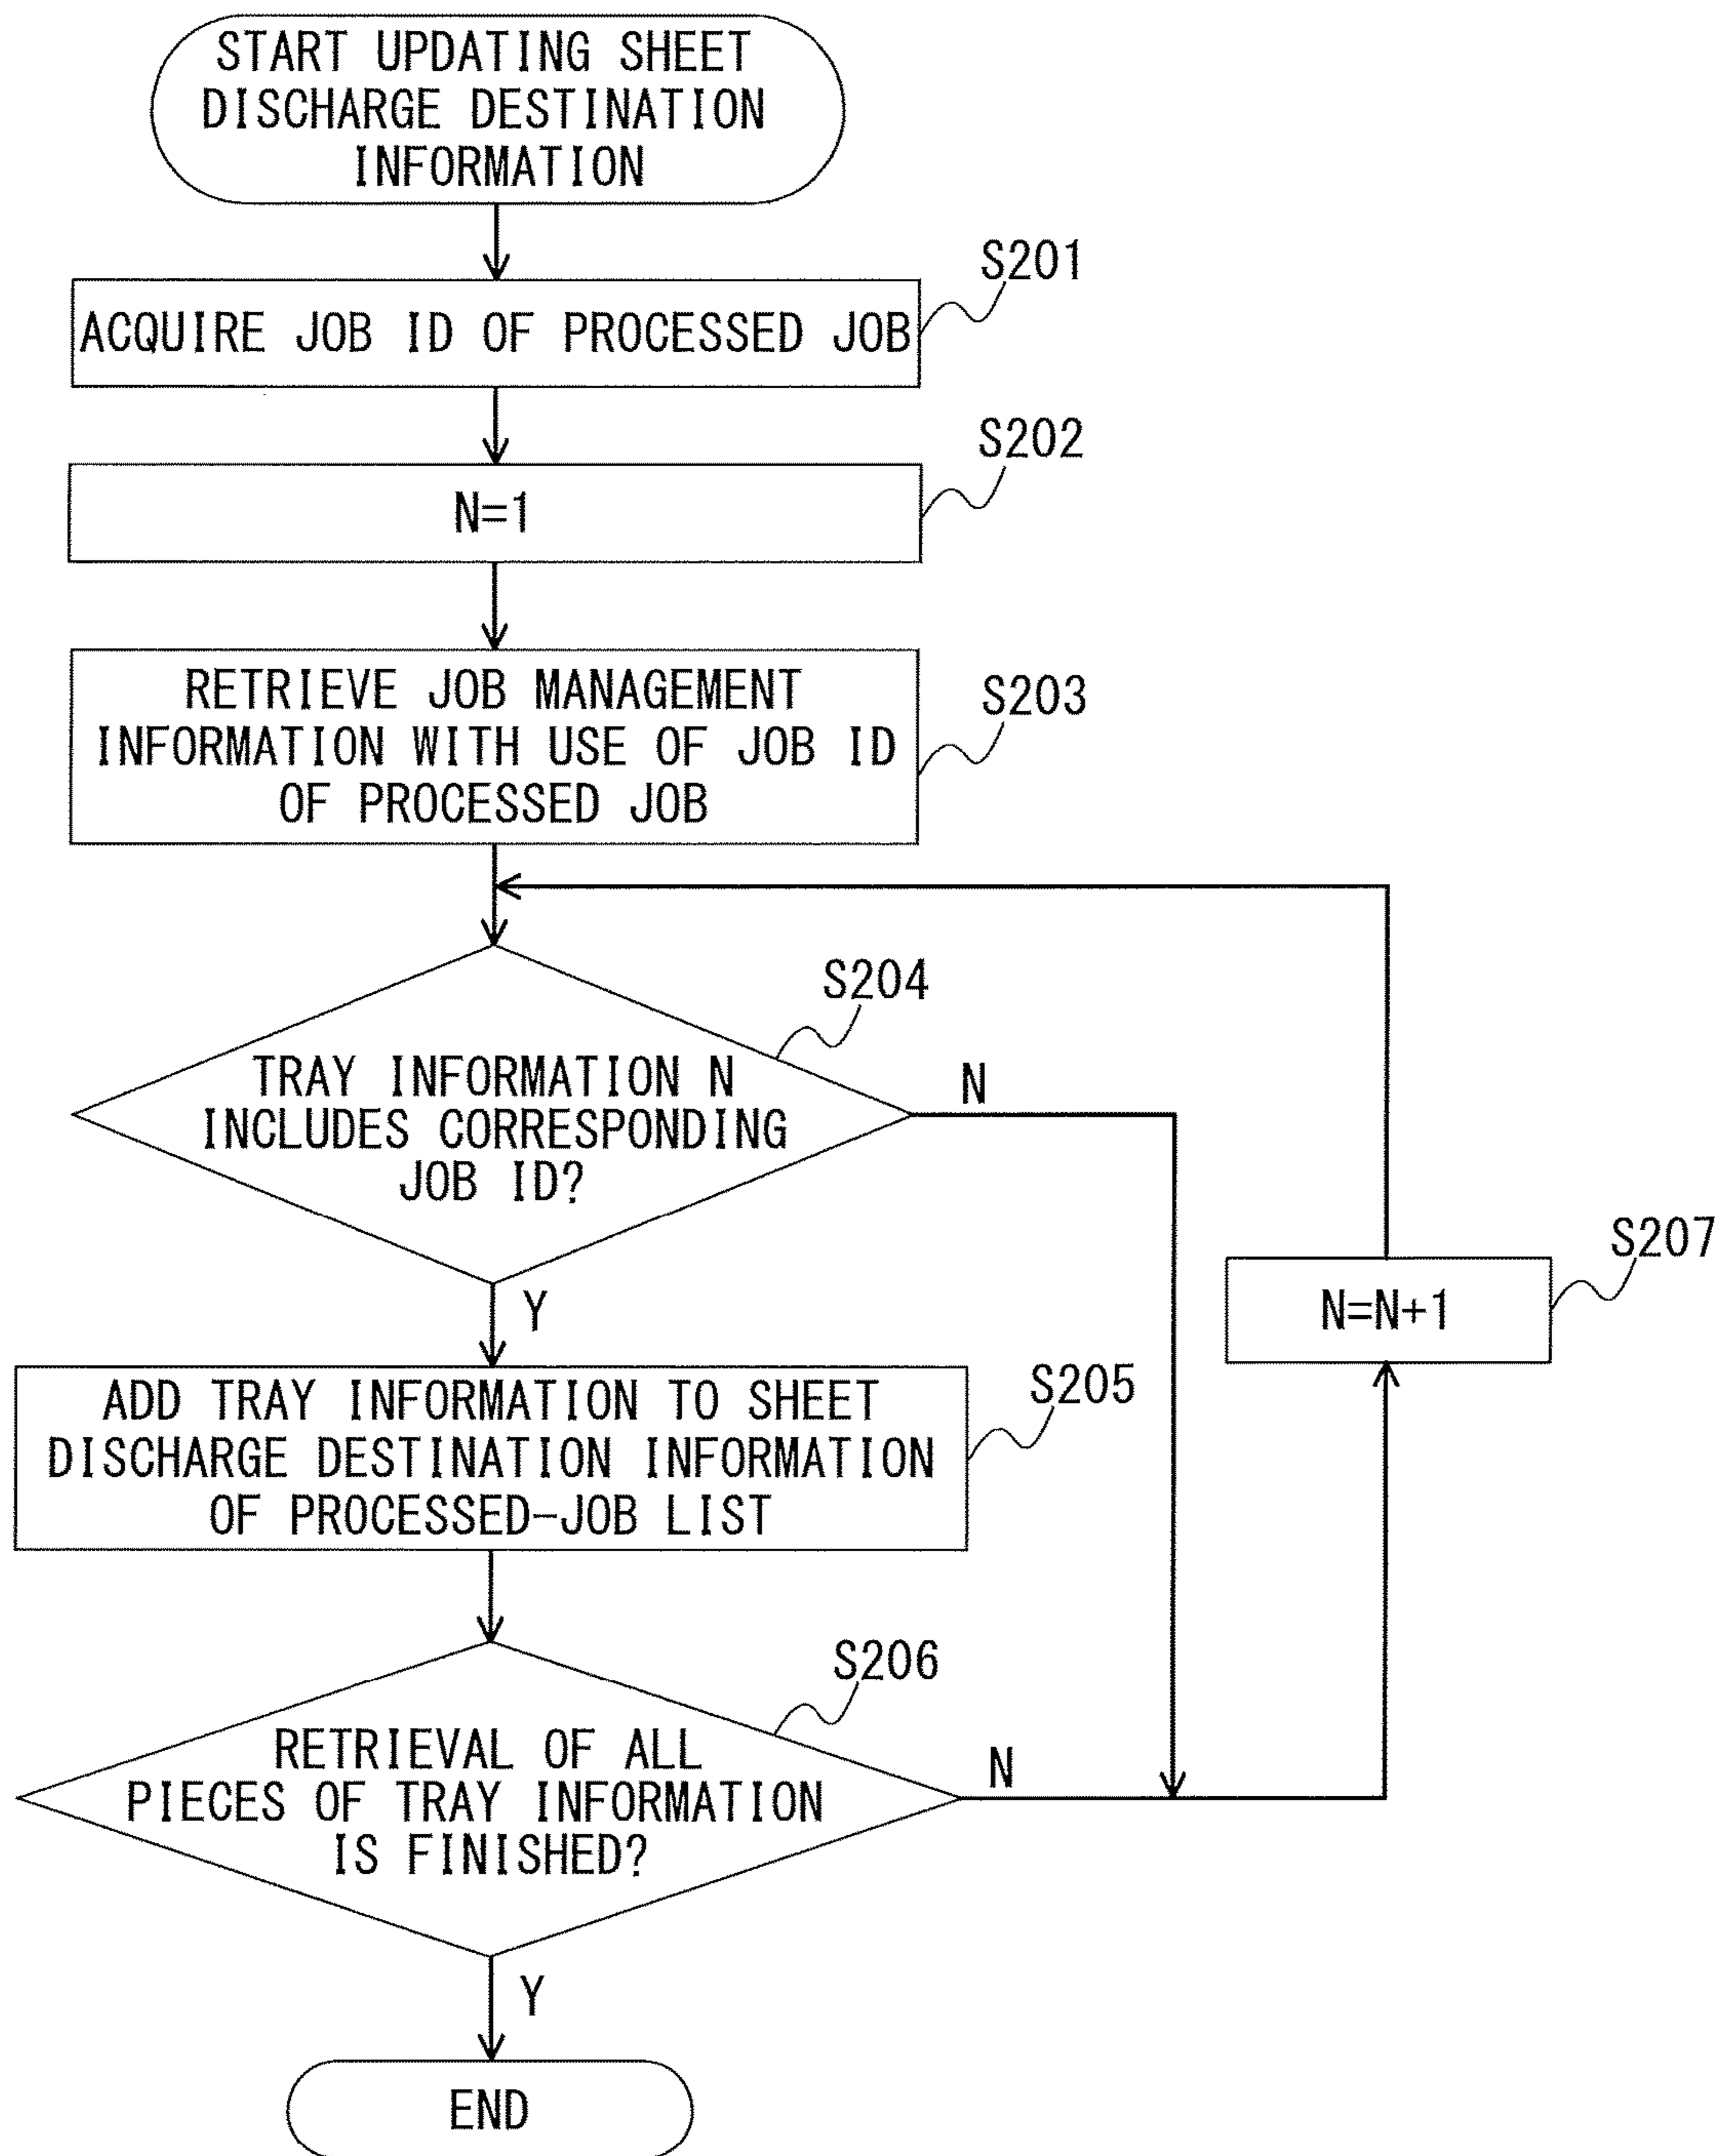 START UPDATING SHEET
DISCHARGE DESTINATION
INFORMATION
S201
ACQUIRE JOB ID OF PROCESSED JOB
S202
N=1
S203
RETRIEVE JOB MANAGEMENT
INFORMATION WITH USE OF JOB ID
OF PROCESSED JOB
S204
TRAY INFORMATION N
INCLUDES CORRESPONDING
JOB ID?
N
Y
S207
N=N+1
S205
ADD TRAY INFORMATION TO SHEET
DISCHARGE DESTINATION INFORMATION
OF PROCESSED-JOB LIST
S206
RETRIEVAL OF ALL
PIECES OF TRAY INFORMATION
IS FINISHED?
N
Y
END